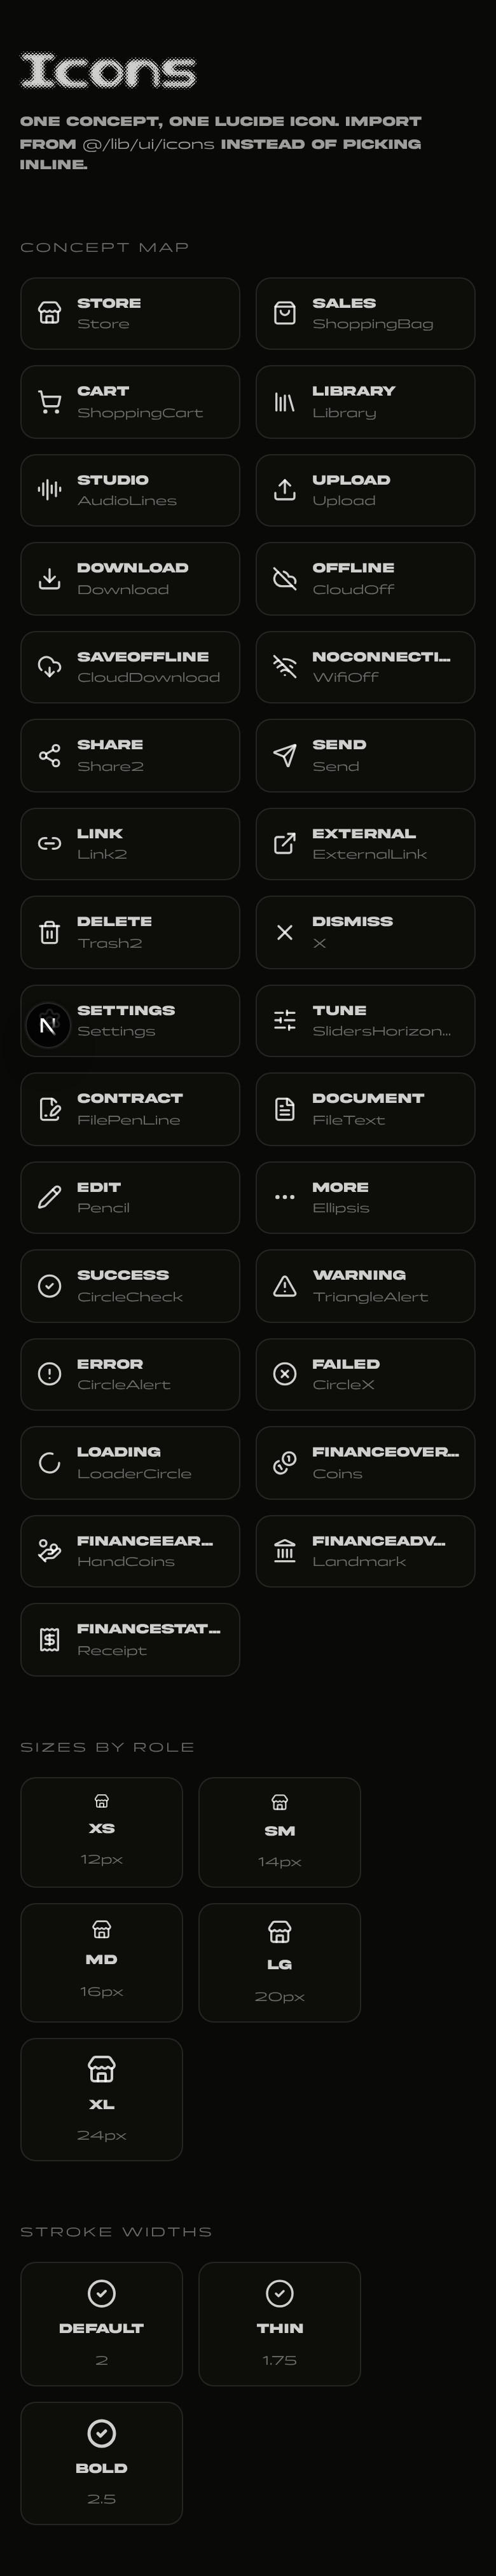 Icons
ONE CONCEPT, ONE LUCIDE ICON. IMPORT
FROM @/lib/ui/icons INSTEAD OF PICKING
INLINE.
CONCEPT MAP
STORE
Store
SALES
ShoppingBag
CART
ShoppingCart
LIBRARY
Library
STUDIO
AudioLines
UPLOAD
Upload
DOWNLOAD
Download
OFFLINE
CloudOff
SAVEOFFLINE
CloudDownload
NOCONNECTI...
WifiOff
SHARE
Share2
SEND
Send
LINK
Link2
EXTERNAL
ExternalLink
DELETE
Trash2
DISMISS
X
N
SETTINGS
Settings
TUNE
SlidersHorizon...
CONTRACT
FilePenLine
DOCUMENT
FileText
EDIT
Pencil
MORE
Ellipsis
SUCCESS
CircleCheck
WARNING
TriangleAlert
ERROR
CircleAlert
FAILED
CircleX
LOADING
LoaderCircle
FINANCEOVER...
Coins
FINANCEEAR...
HandCoins
FINANCEADV...
Landmark
FINANCESTAT...
Receipt
SIZES BY ROLE
XS
12px
SM
14px
MD
16px
LG
20px
XL
24px
STROKE WIDTHS
DEFAULT
2
THIN
1.75
BOLD
2.5